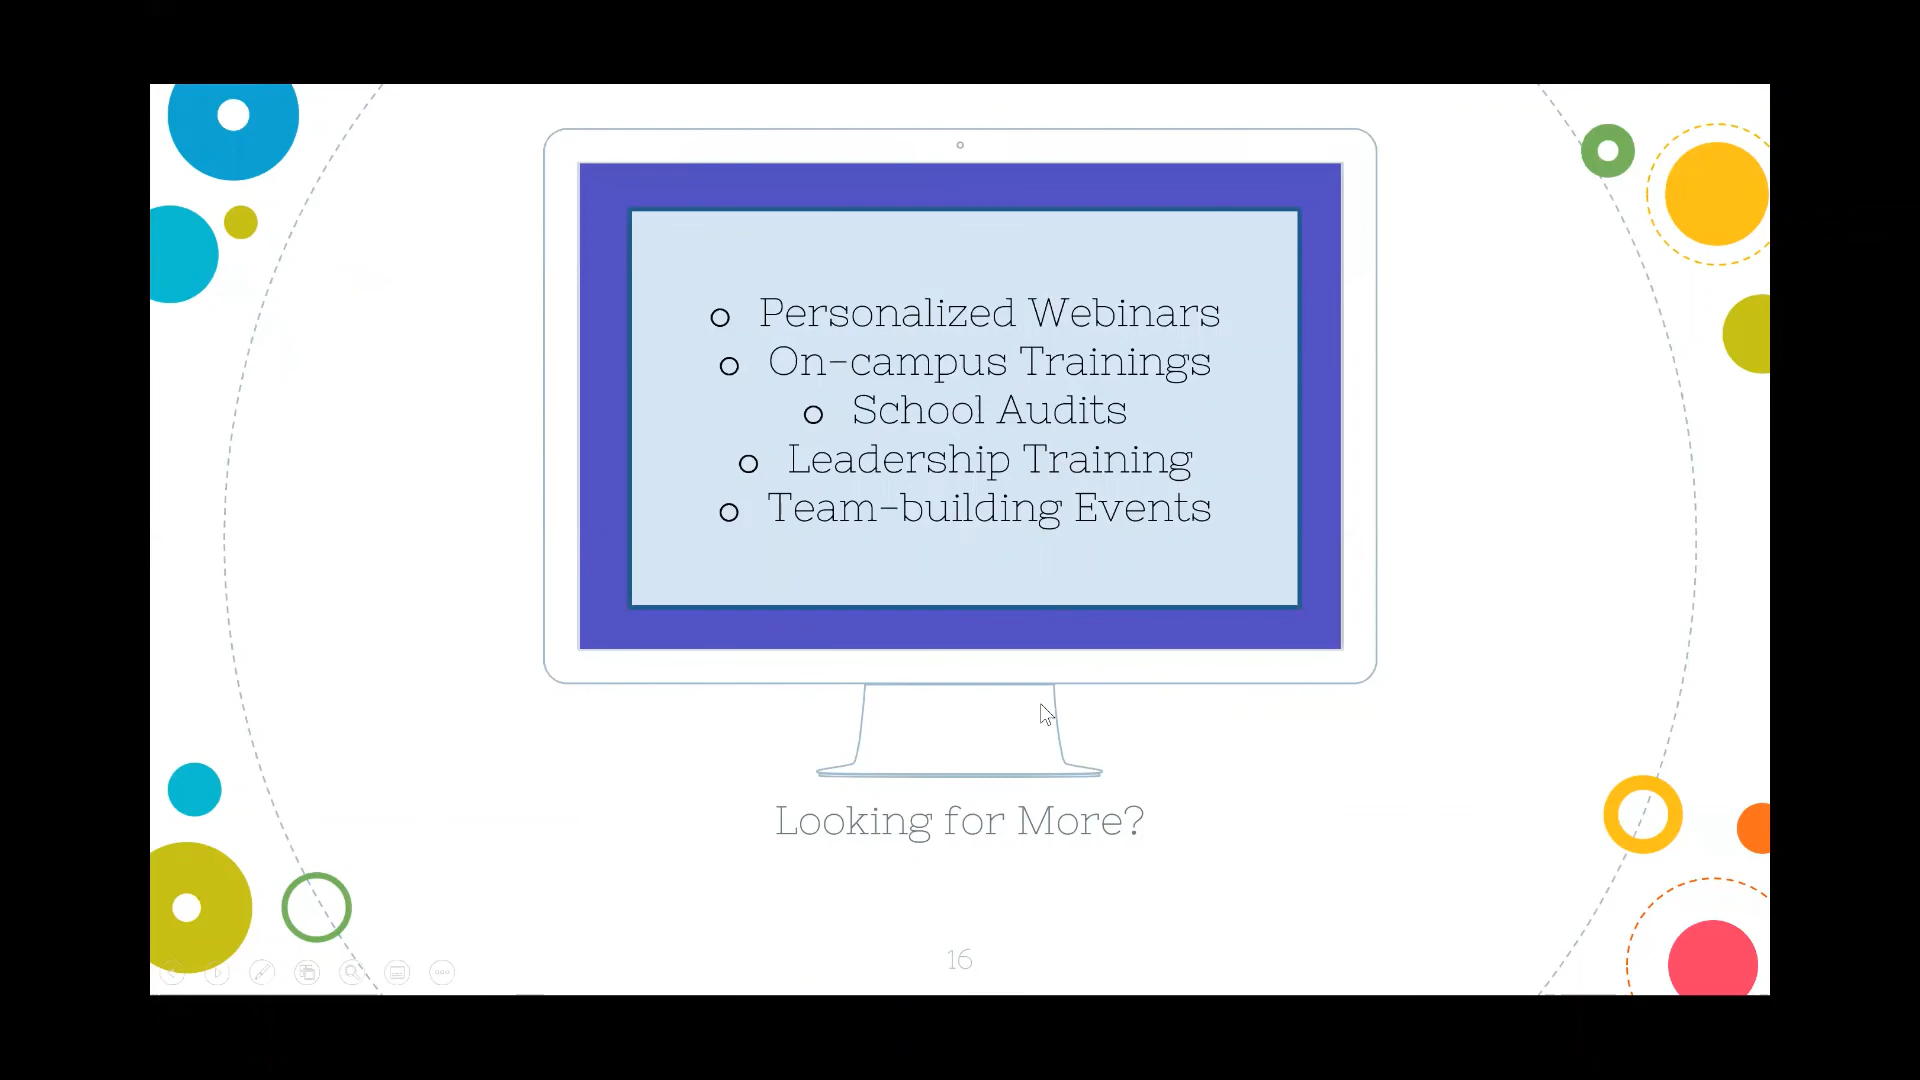 Personalized Webinars
On-campus Trainings
School Audits
Leadership Training
Team-building Events
Looking for More?
16